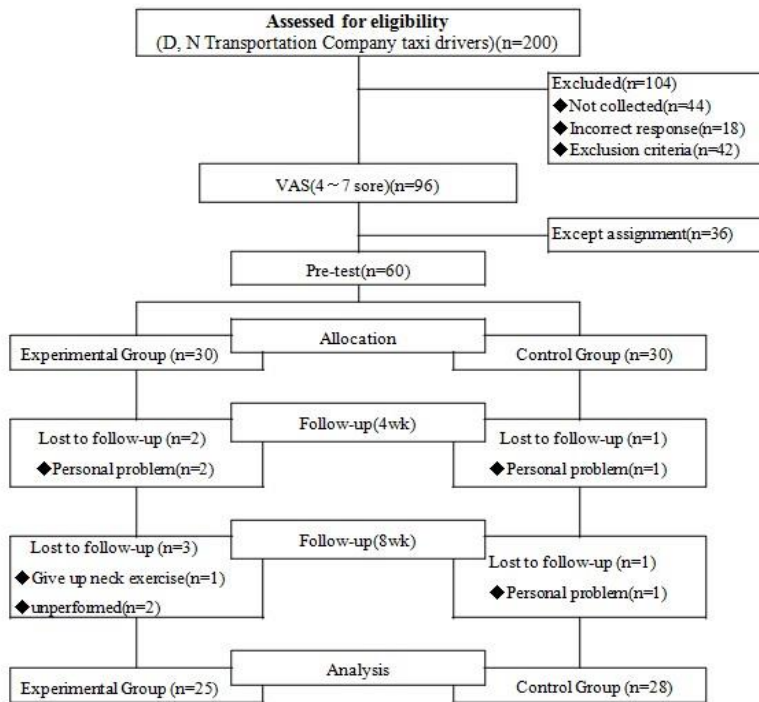 Assessed for eligibility
(D, N Transportation Company taxi drivers)(n=200)
Excluded(n=104)
◆Not collected(n=44)
◆Incorrect response(n=18)
◆Exclusion criteria(n=42)
VAS(4～7 sore)(n=96)
Except assignment(n=36)
Pre-test(n=60)
Allocation
Experimental Group (n=30)
Control Group (n=30)
Follow-up(4wk)
Lost to follow-up (n=2)
◆Personal problem(n=2)
Lost to follow-up (n=1)
◆Personal problem(n=1)
Follow-up(8wk)
Lost to follow-up (n=3)
◆Give up neck exercise(n=1)
◆unperformed(n=2)
Lost to follow-up (n=1)
◆Personal problem(n=1)
Analysis
Experimental Group (n=25)
Control Group (n=28)